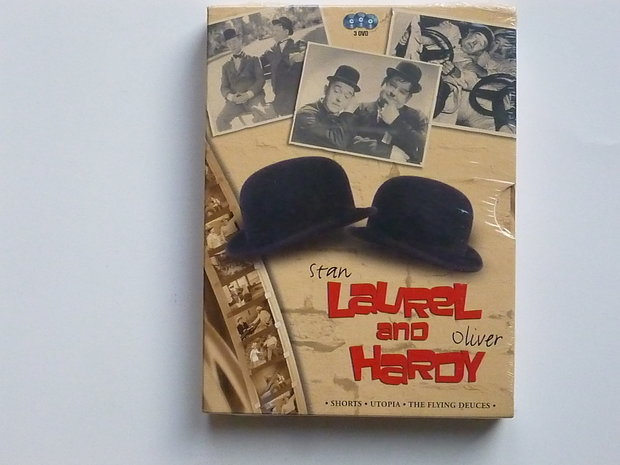 3 DVD
Stan
LAUREL
AND
Oliver
HARDY
• SHORTS • UTOPIA • THE FLYING DEUCES •